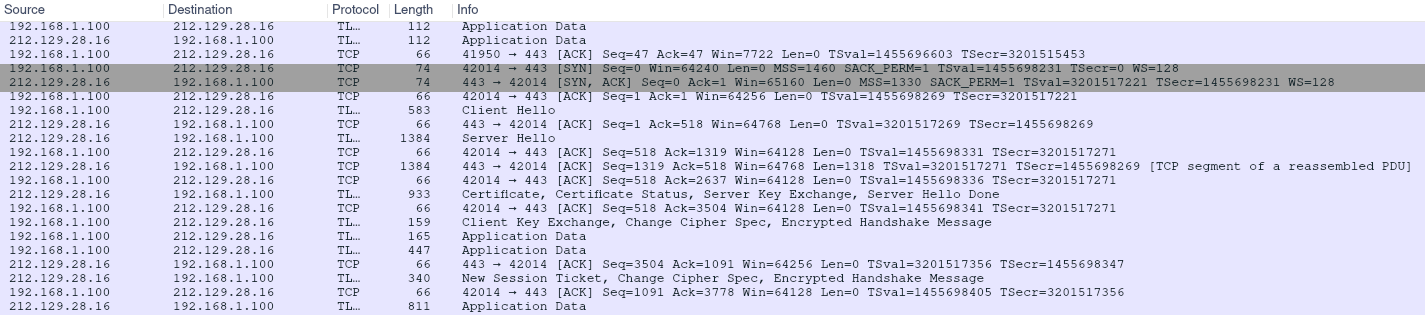 Source Destination Protocol Length Info
192.168.1.100 212.129.28.16 TL… 112 Application Data
212.129.28.16 192.168.1.100 TL… 112 Application Data
192.168.1.100 212.129.28.16 TCP 66 41950 → 443 [ACK] Seq=47 Ack=47 Win=7722 Len=0 TSval=1455696603 TSecr=3201515453
192.168.1.100 212.129.28.16 TCP 74 42014 → 443 [SYN] Seq=0 Win=64240 Len=0 MSS=1460 SACK_PERM=1 TSval=1455698231 TSecr=0 WS=128
212.129.28.16 192.168.1.100 TCP 74 443 → 42014 [SYN, ACK] Seq=0 Ack=1 Win=65160 Len=0 MSS=1330 SACK_PERM=1 TSval=3201517221 TSecr=1455698231 WS=128
192.168.1.100 212.129.28.16 TCP 66 42014 → 443 [ACK] Seq=1 Ack=1 Win=64256 Len=0 TSval=1455698269 TSecr=3201517221
192.168.1.100 212.129.28.16 TL… 583 Client Hello
212.129.28.16 192.168.1.100 TCP 66 443 → 42014 [ACK] Seq=1 Ack=518 Win=64768 Len=0 TSval=3201517269 TSecr=1455698269
212.129.28.16 192.168.1.100 TL… 1384 Server Hello
192.168.1.100 212.129.28.16 TCP 66 42014 → 443 [ACK] Seq=518 Ack=1319 Win=64128 Len=0 TSval=1455698331 TSecr=3201517271
212.129.28.16 192.168.1.100 TCP 1384 443 → 42014 [ACK] Seq=1319 Ack=518 Win=64768 Len=1318 TSval=3201517271 TSecr=1455698269 [TCP segment of a reassembled PDU]
192.168.1.100 212.129.28.16 TCP 66 42014 → 443 [ACK] Seq=518 Ack=2637 Win=64128 Len=0 TSval=1455698336 TSecr=3201517271
212.129.28.16 192.168.1.100 TL… 933 Certificate, Certificate Status, Server Key Exchange, Server Hello Done
192.168.1.100 212.129.28.16 TCP 66 42014 → 443 [ACK] Seq=518 Ack=3504 Win=64128 Len=0 TSval=1455698341 TSecr=3201517271
192.168.1.100 212.129.28.16 TL… 159 Client Key Exchange, Change Cipher Spec, Encrypted Handshake Message
192.168.1.100 212.129.28.16 TL… 165 Application Data
192.168.1.100 212.129.28.16 TL… 447 Application Data
212.129.28.16 192.168.1.100 TCP 66 443 → 42014 [ACK] Seq=3504 Ack=1091 Win=64256 Len=0 TSval=3201517356 TSecr=1455698347
212.129.28.16 192.168.1.100 TL… 340 New Session Ticket, Change Cipher Spec, Encrypted Handshake Message
192.168.1.100 212.129.28.16 TCP 66 42014 → 443 [ACK] Seq=1091 Ack=3778 Win=64128 Len=0 TSval=1455698405 TSecr=3201517356
212.129.28.16 192.168.1.100 TL… 811 Application Data